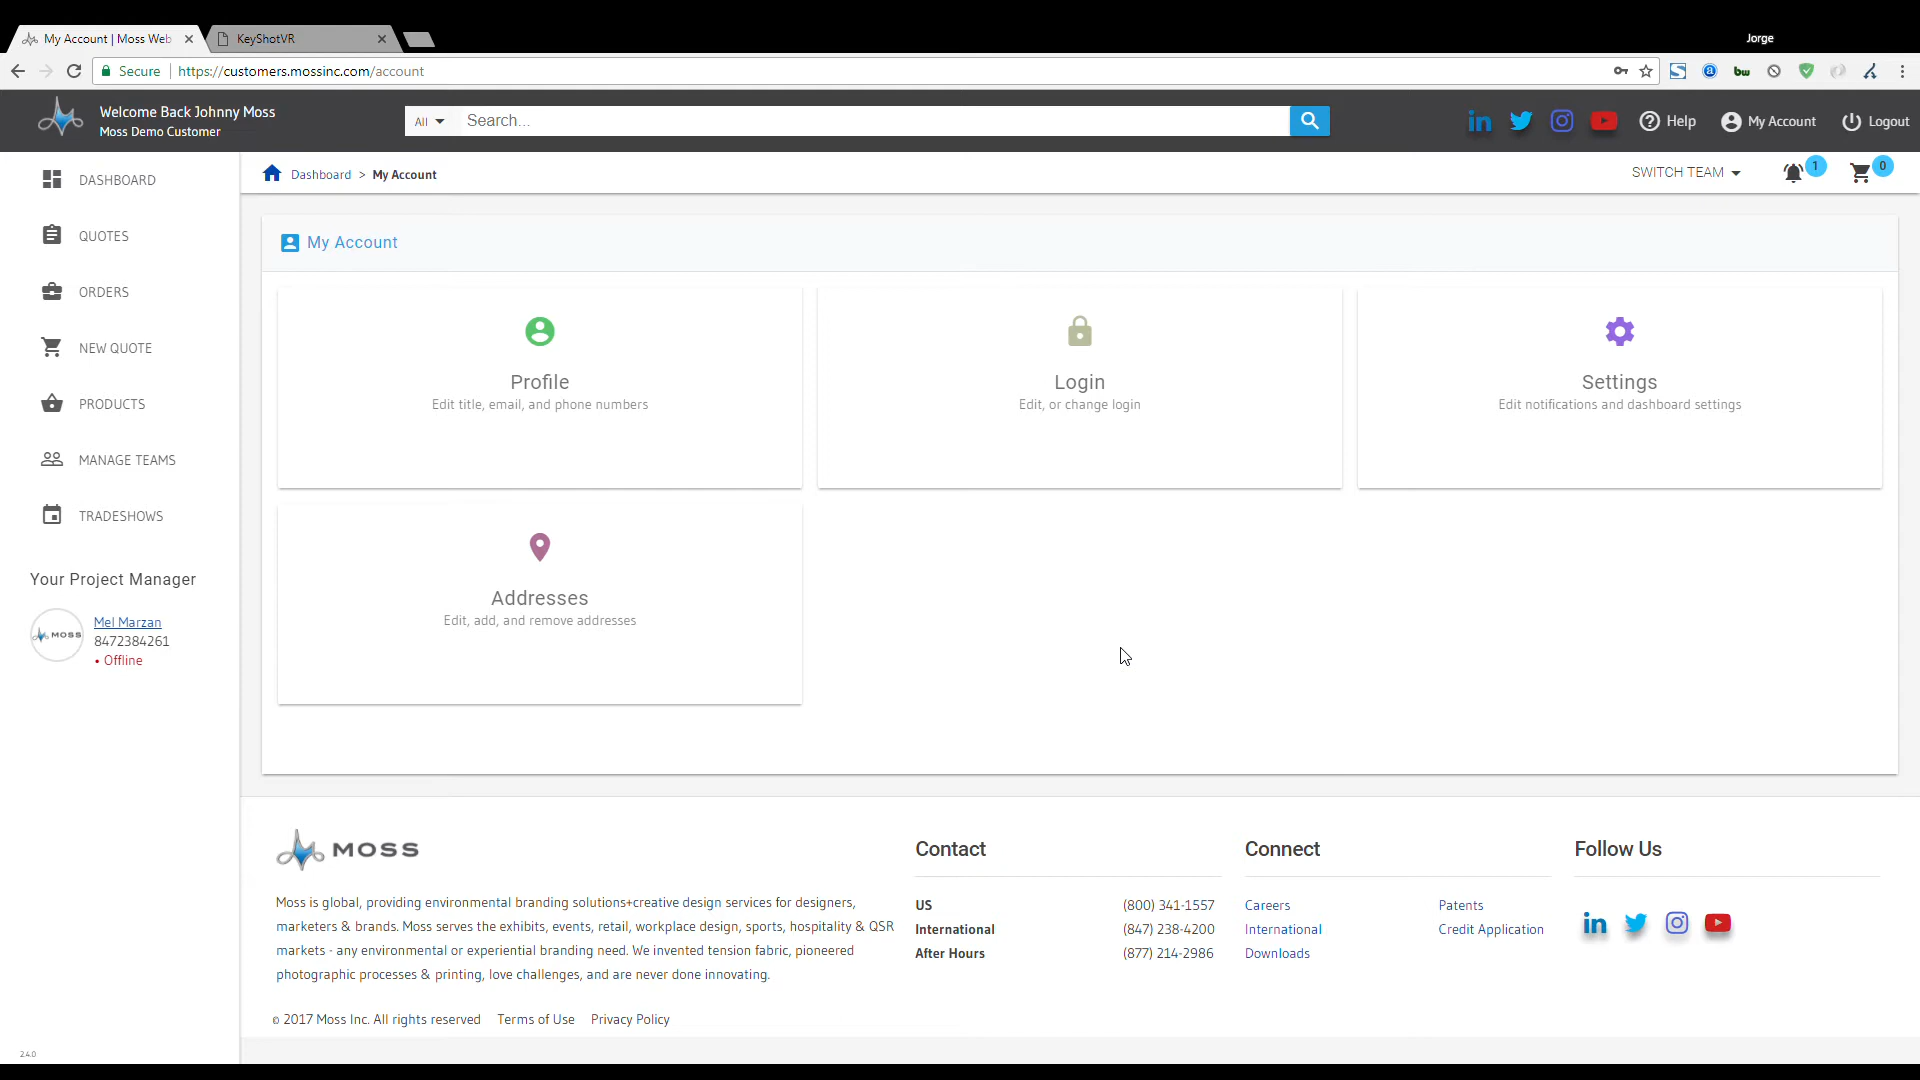 My Account | Moss Web
KeyShotVR
Jorge
Secure
https://customers.mossinc.com/account
Welcome Back Johnny Moss
Moss Demo Customer
All
Search...
Help
My Account
Logout
DASHBOARD
QUOTES
ORDERS
NEW QUOTE
PRODUCTS
MANAGE TEAMS
TRADESHOWS
Your Project Manager
MOSS
Mel Marzan
8472384261
• Offline
2.4.0
Dashboard > My Account
SWITCH TEAM
1
0
My Account
Profile
Edit title, email, and phone numbers
Login
Edit, or change login
Settings
Edit notifications and dashboard settings
Addresses
Edit, add, and remove addresses
MOSS
Moss is global, providing environmental branding solutions+creative design services for designers,
marketers & brands. Moss serves the exhibits, events, retail, workplace design, sports, hospitality & QSR
markets - any environmental or experiential branding need. We invented tension fabric, pioneered
photographic processes & printing, love challenges, and are never done innovating.
Contact
US (800) 341-1557
International (847) 238-4200
After Hours (877) 214-2986
Connect
Careers
International
Downloads
Patents
Credit Application
Follow Us
© 2017 Moss Inc. All rights reserved Terms of Use Privacy Policy